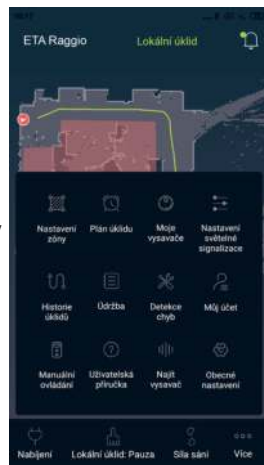 ETA Raggio
Lokální úklid
Nastavení
zóny
Plán úklidu
Moje
vysavače
Nastavení
světelné
signalizace
Historie
úklidů
Údržba
Detekce
chyb
Můj účet
Manuální
ovládání
Uživatelská
příručka
Najít
vysavač
Obecné
nastavení
Nabíjení
Lokální úklid: Pauza
Síla sání
Více